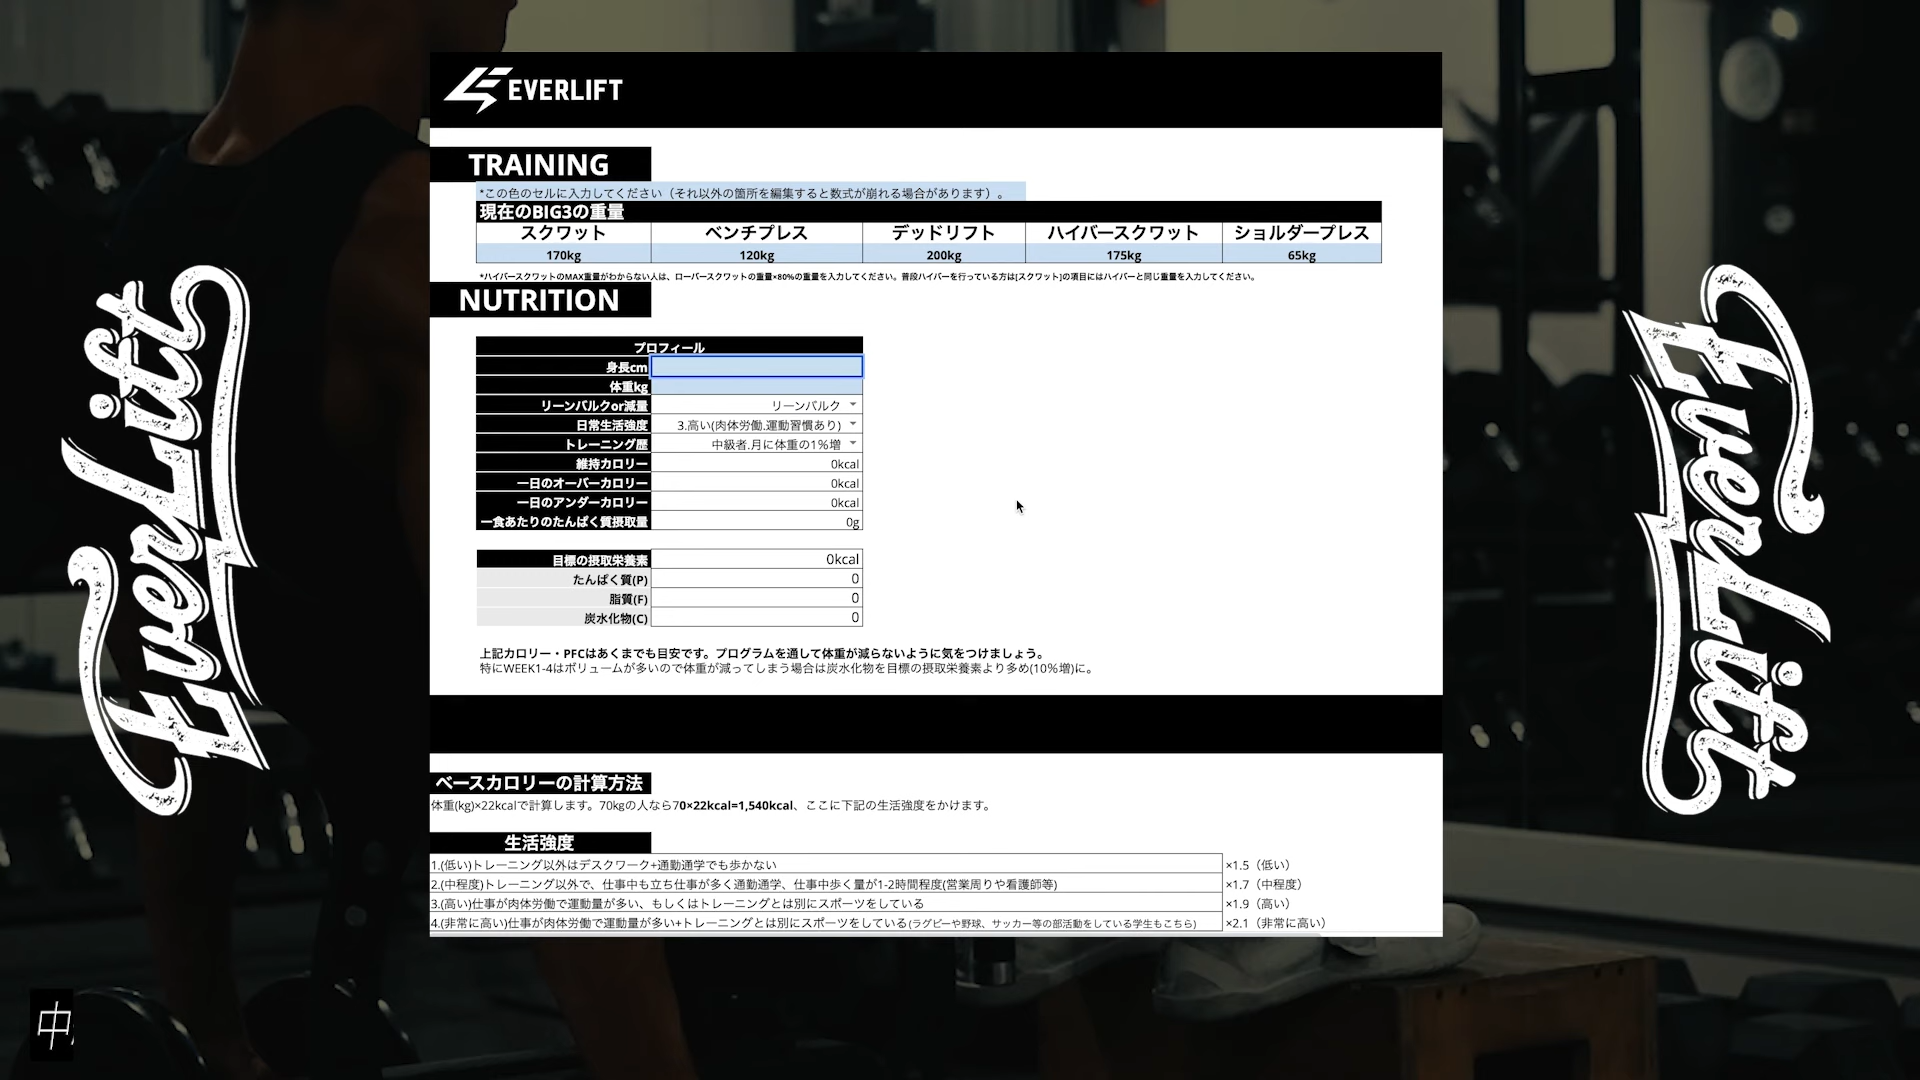 EVERLIFT
TRAINING
*この色のセルに入力してください（それ以外の箇所を編集すると数式が崩れる場合があります）。
現在のBIG3の重量
スクワット ベンチプレス デッドリフト ハイバースクワット ショルダープレス
170kg 120kg 200kg 175kg 65kg
*ハイバースクワットのMAX重量がわからない人は、ローバースクワットの重量×80%の重量を入力してください。普段ハイバーを行っている方は[スクワット]の項目にはハイバーと同じ重量を入力してください。
NUTRITION
プロフィール
身長cm
体重kg
リーンバルクor減量 リーンバルク
日常生活強度 3.高い(肉体労働.運動習慣あり)
トレーニング歴 中級者.月に体重の1%増
維持カロリー 0kcal
一日のオーバーカロリー 0kcal
一日のアンダーカロリー 0kcal
一食あたりのたんぱく質摂取量 0g
目標の摂取栄養素 0kcal
たんぱく質(P) 0
脂質(F) 0
炭水化物(C) 0
上記カロリー・PFCはあくまでも目安です。プログラムを通して体重が減らないように気をつけましょう。
特にWEEK1-4はボリュームが多いので体重が減ってしまう場合は炭水化物を目標の摂取栄養素より多め(10%増)に。
ベースカロリーの計算方法
体重(kg)×22kcalで計算します。70kgの人なら70×22kcal=1,540kcal、ここに下記の生活強度をかけます。
生活強度
1.(低い)トレーニング以外はデスクワーク+通勤通学でも歩かない ×1.5（低い）
2.(中程度)トレーニング以外で、仕事中も立ち仕事が多く通勤通学、仕事中歩く量が1-2時間程度(営業周りや看護師等) ×1.7（中程度）
3.(高い)仕事が肉体労働で運動量が多い、もしくはトレーニングとは別にスポーツをしている ×1.9（高い）
4.(非常に高い)仕事が肉体労働で運動量が多い+トレーニングとは別にスポーツをしている(ラグビーや野球、サッカー等の部活動をしている学生もこちら) ×2.1（非常に高い）
EverLift
EverLift
中